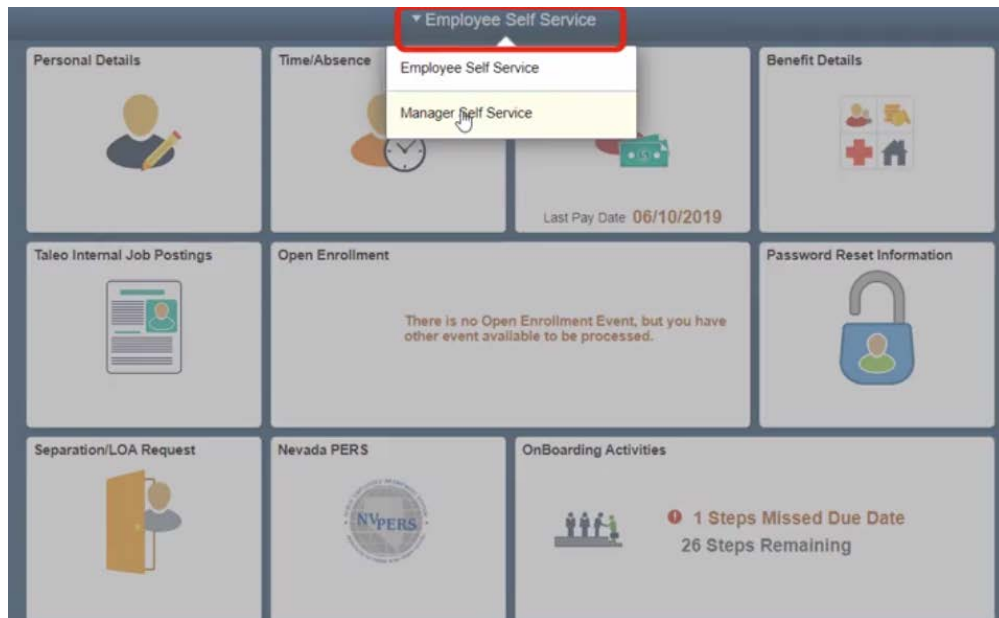 Employee Self Service
Personal Details
Time/Absence
Employee Self Service
Manager Self Service
Benefit Details
Last Pay Date 06/10/2019
Taleo Internal Job Postings
Open Enrollment
There is no Open Enrollment Event, but you have
other event available to be processed.
Password Reset Information
Separation/LOA Request
Nevada PERS
NVPERS
OnBoarding Activities
1 Steps Missed Due Date
26 Steps Remaining